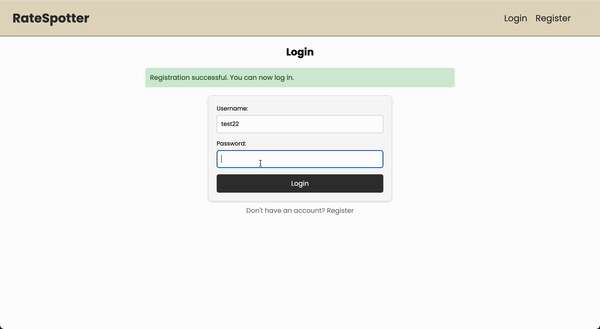 RateSpotter
Login Register
Login
Registration successful. You can now log in.
Username:
test22
Password:
Login
Don't have an account? Register